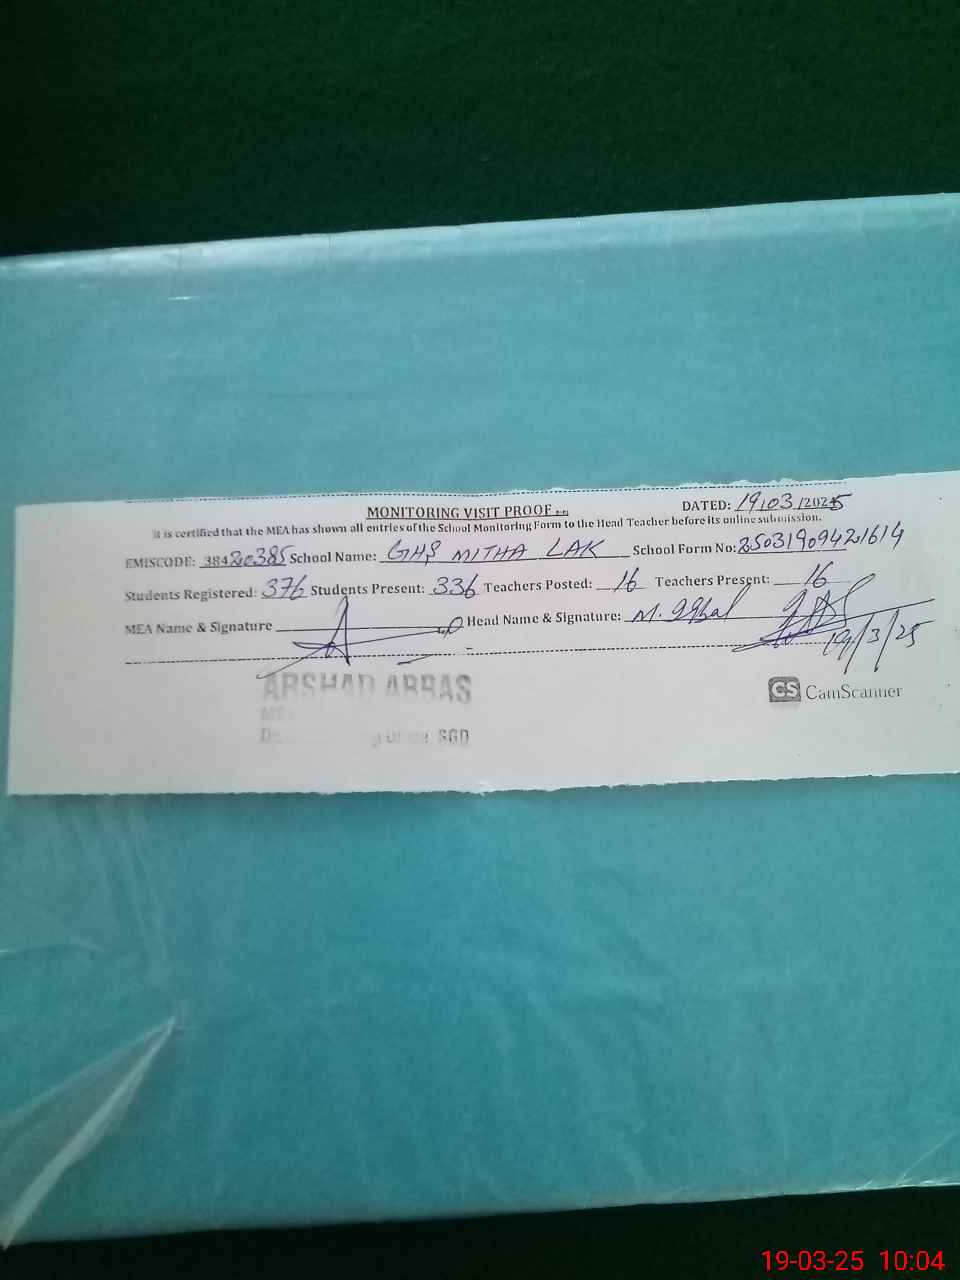 MONITORING VISIT PROOF
DATED: 19/03/2025
It is certified that the MEA has shown all entries of the School Monitoring Form to the Head Teacher before its online submission.
EMISCODE: 38420385 School Name: GHS MITHA LAK School Form No: 25031909421614
Students Registered: 376 Students Present: 336 Teachers Posted: 16 Teachers Present: 16
MEA Name & Signature Head Name & Signature: M. Iqbal
19/3/25
ARSHAD ABBAS
SGD
CS CamScanner
19-03-25 10:04